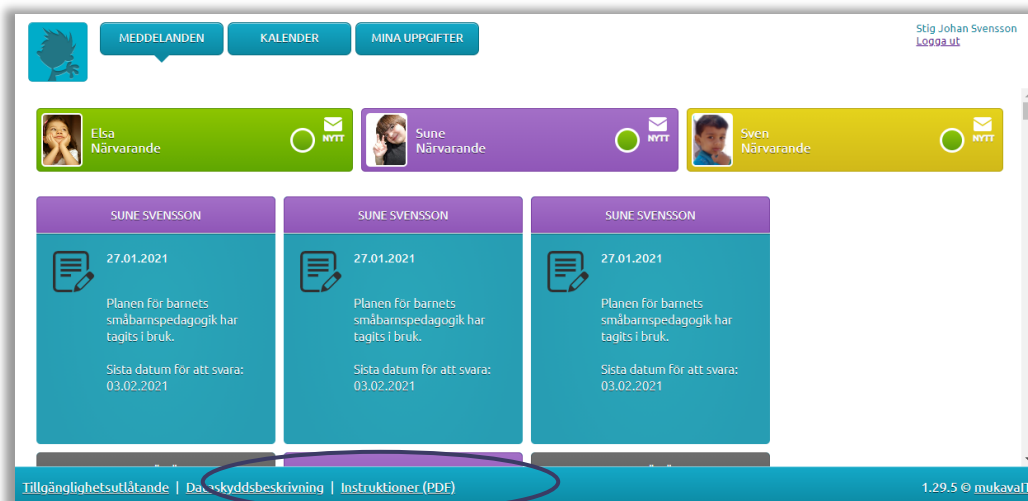 MEDDELANDEN
KALENDER
MINA UPPGIFTER
Stig Johan Svensson
Logga ut
Elsa
Närvarande
NYTT
Sune
Närvarande
NYTT
Sven
Närvarande
NYTT
SUNE SVENSSON
27.01.2021
Planen för barnets
småbarnspedagogik har
tagits i bruk.
Sista datum för att svara:
03.02.2021
SUNE SVENSSON
27.01.2021
Planen för barnets
småbarnspedagogik har
tagits i bruk.
Sista datum för att svara:
03.02.2021
SUNE SVENSSON
27.01.2021
Planen för barnets
småbarnspedagogik har
tagits i bruk.
Sista datum för att svara:
03.02.2021
Tillgänglighetsutlåtande | Dataskyddsbeskrivning | Instruktioner (PDF)
1.29.5 © mukavaIT